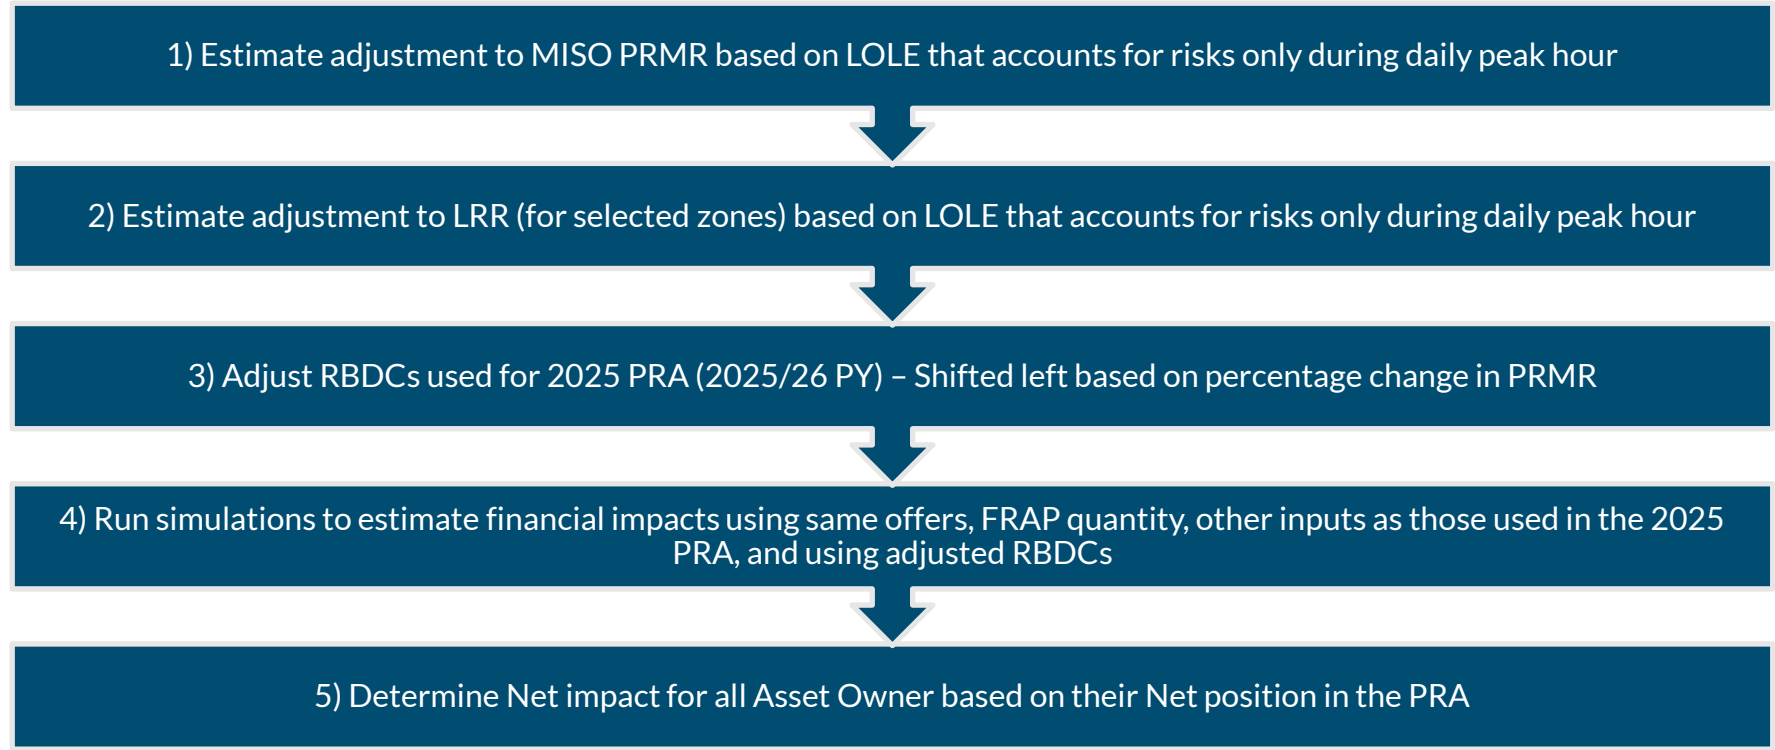 1) Estimate adjustment to MISO PRMR based on LOLE that accounts for risks only during daily peak hour
2) Estimate adjustment to LRR (for selected zones) based on LOLE that accounts for risks only during daily peak hour
3) Adjust RBDCs used for 2025 PRA (2025/26 PY) – Shifted left based on percentage change in PRMR
4) Run simulations to estimate financial impacts using same offers, FRAP quantity, other inputs as those used in the 2025
PRA, and using adjusted RBDCs
5) Determine Net impact for all Asset Owner based on their Net position in the PRA